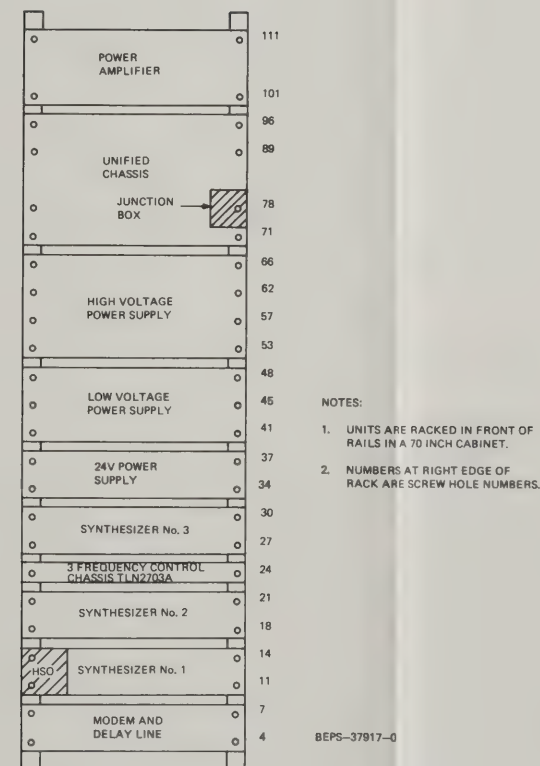 111
POWER
AMPLIFIER
101
96
89
UNIFIED
CHASSIS
JUNCTION
BOX
78
71
66
62
HIGH VOLTAGE
POWER SUPPLY
57
53
48
LOW VOLTAGE
POWER SUPPLY
45
41
37
24V POWER
SUPPLY
34
30
SYNTHESIZER No. 3
27
3 FREQUENCY CONTROL
CHASSIS TLN2703A
24
21
SYNTHESIZER No. 2
18
14
HSO
SYNTHESIZER No. 1
11
7
MODEM AND
DELAY LINE
4
NOTES:
1. UNITS ARE RACKED IN FRONT OF
RAILS IN A 70 INCH CABINET.
2. NUMBERS AT RIGHT EDGE OF
RACK ARE SCREW HOLE NUMBERS.
BEPS-37917-0